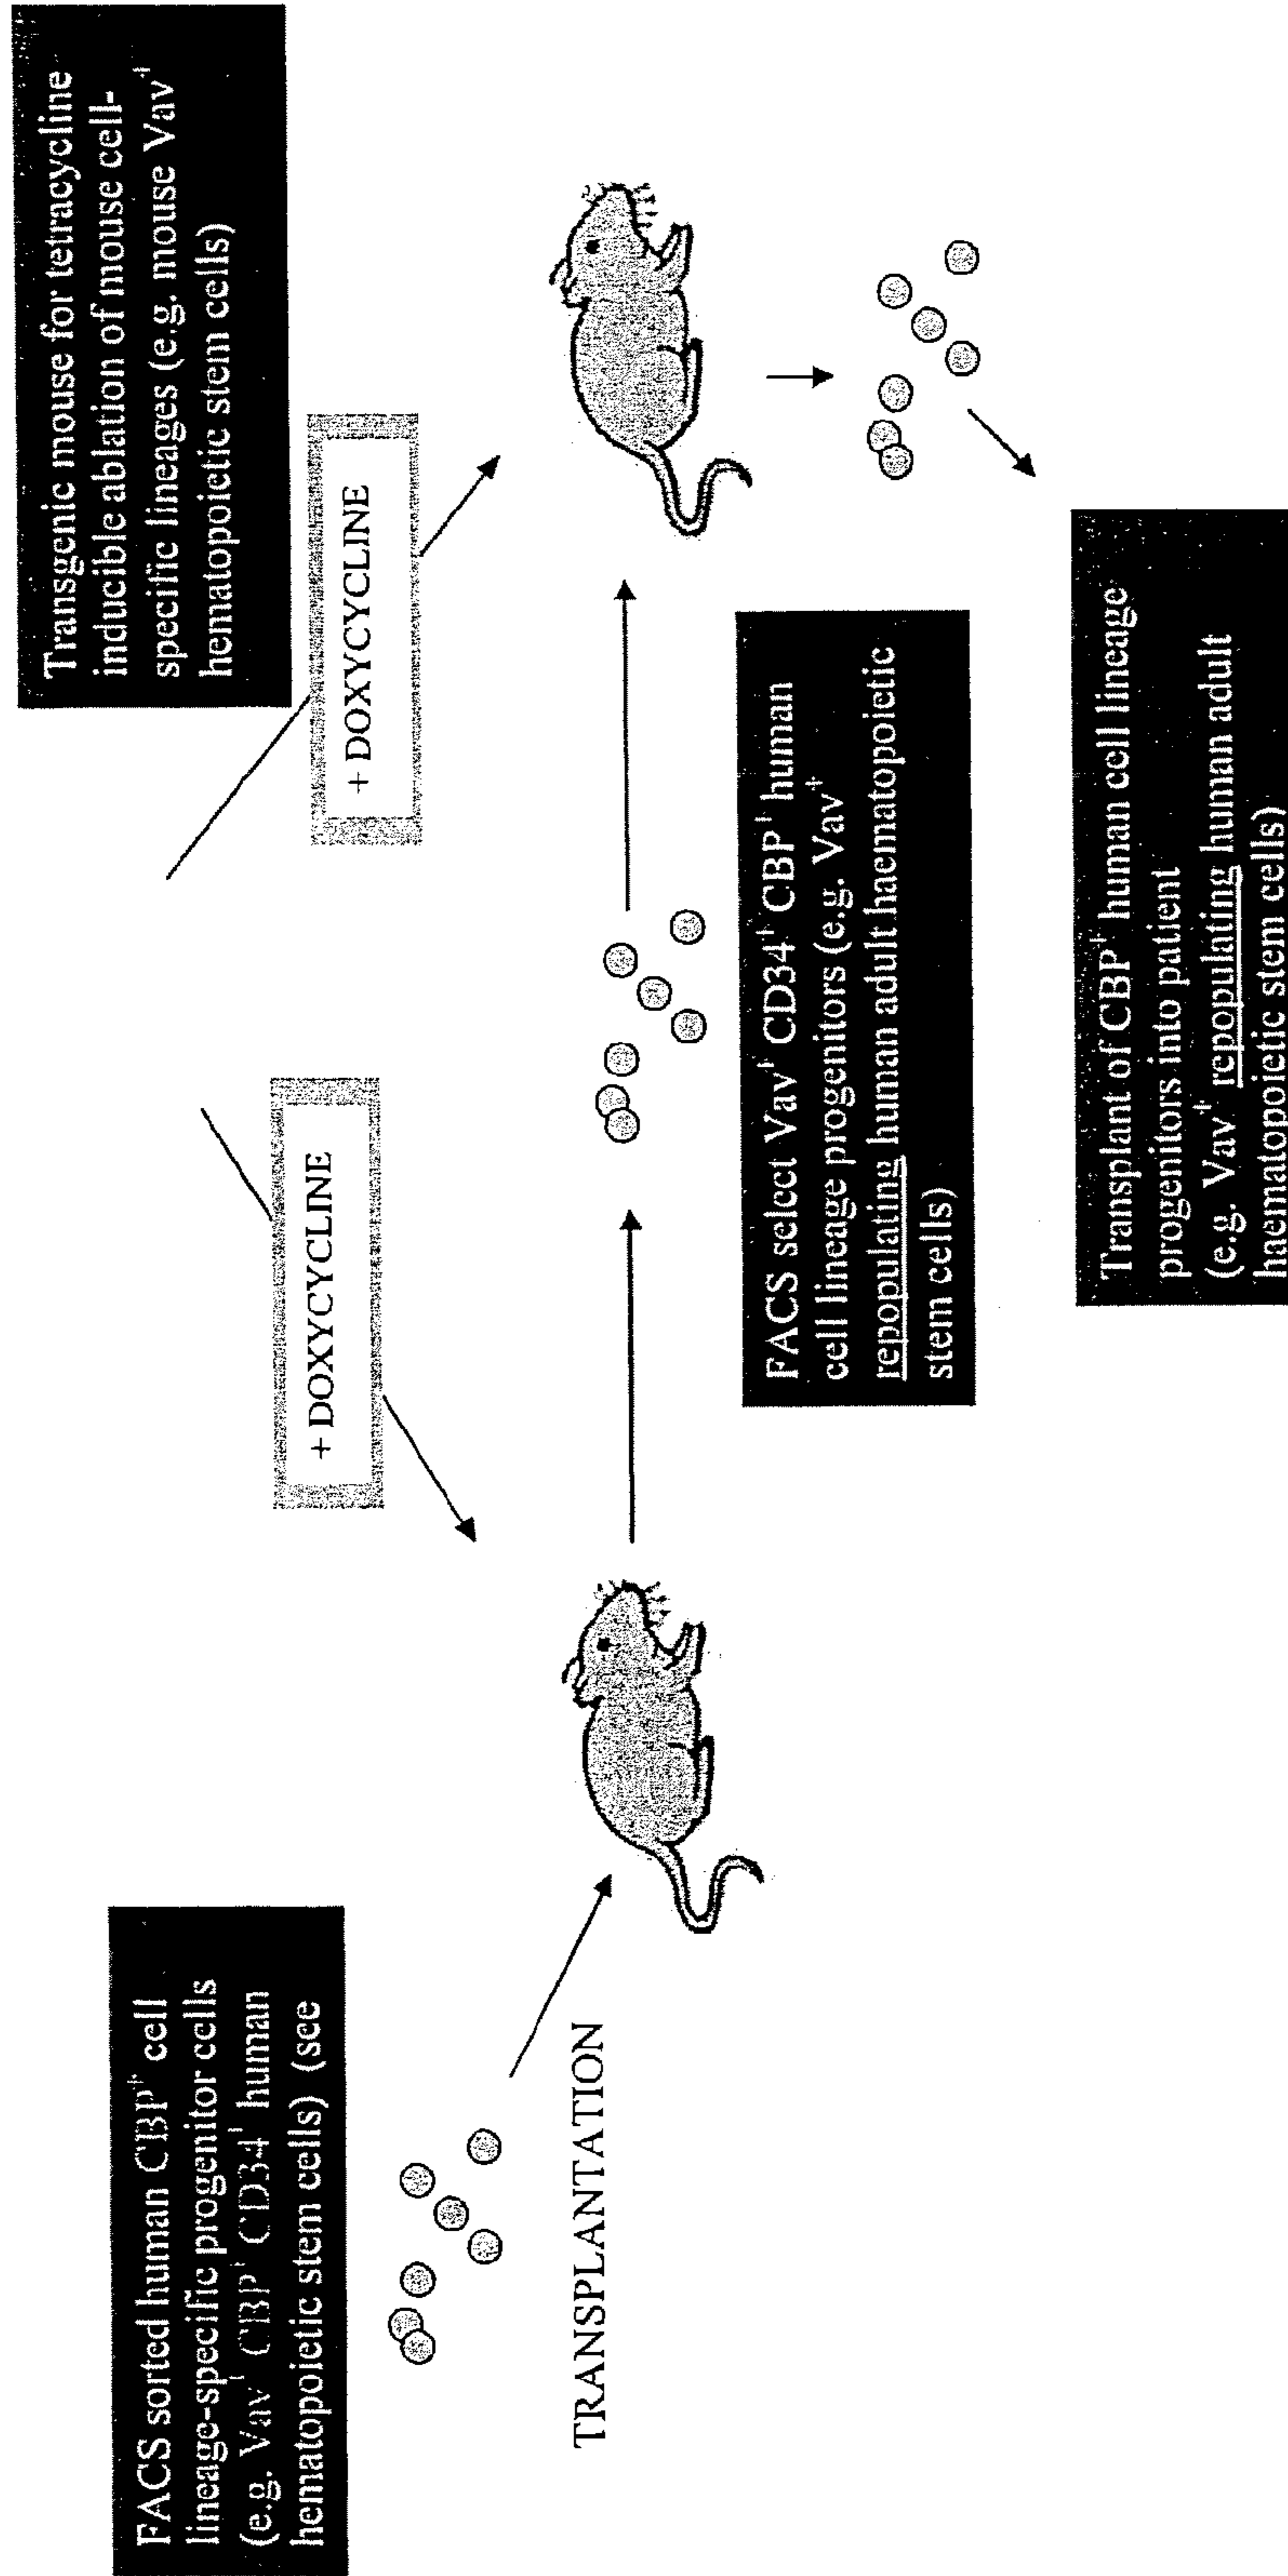 FACS sorted human CBP⁺ cell
lineage-specific progenitor cells
(e.g. Vav⁺ CBP⁺ CD34⁺ human
hematopoietic stem cells) (see
TRANSPLANTATION
+ DOXYCYCLINE
Transgenic mouse for tetracycline
inducible ablation of mouse cell-
specific lineages (e.g. mouse Vav⁺
hematopoietic stem cells)
+ DOXYCYCLINE
FACS select Vav⁺ CD34⁺ CBP⁺ human
cell lineage progenitors (e.g. Vav⁺
repopulating human adult haematopoietic
stem cells)
Transplant of CBP⁺ human cell lineage
progenitors into patient
(e.g. Vav⁺ repopulating human adult
haematopoietic stem cells)